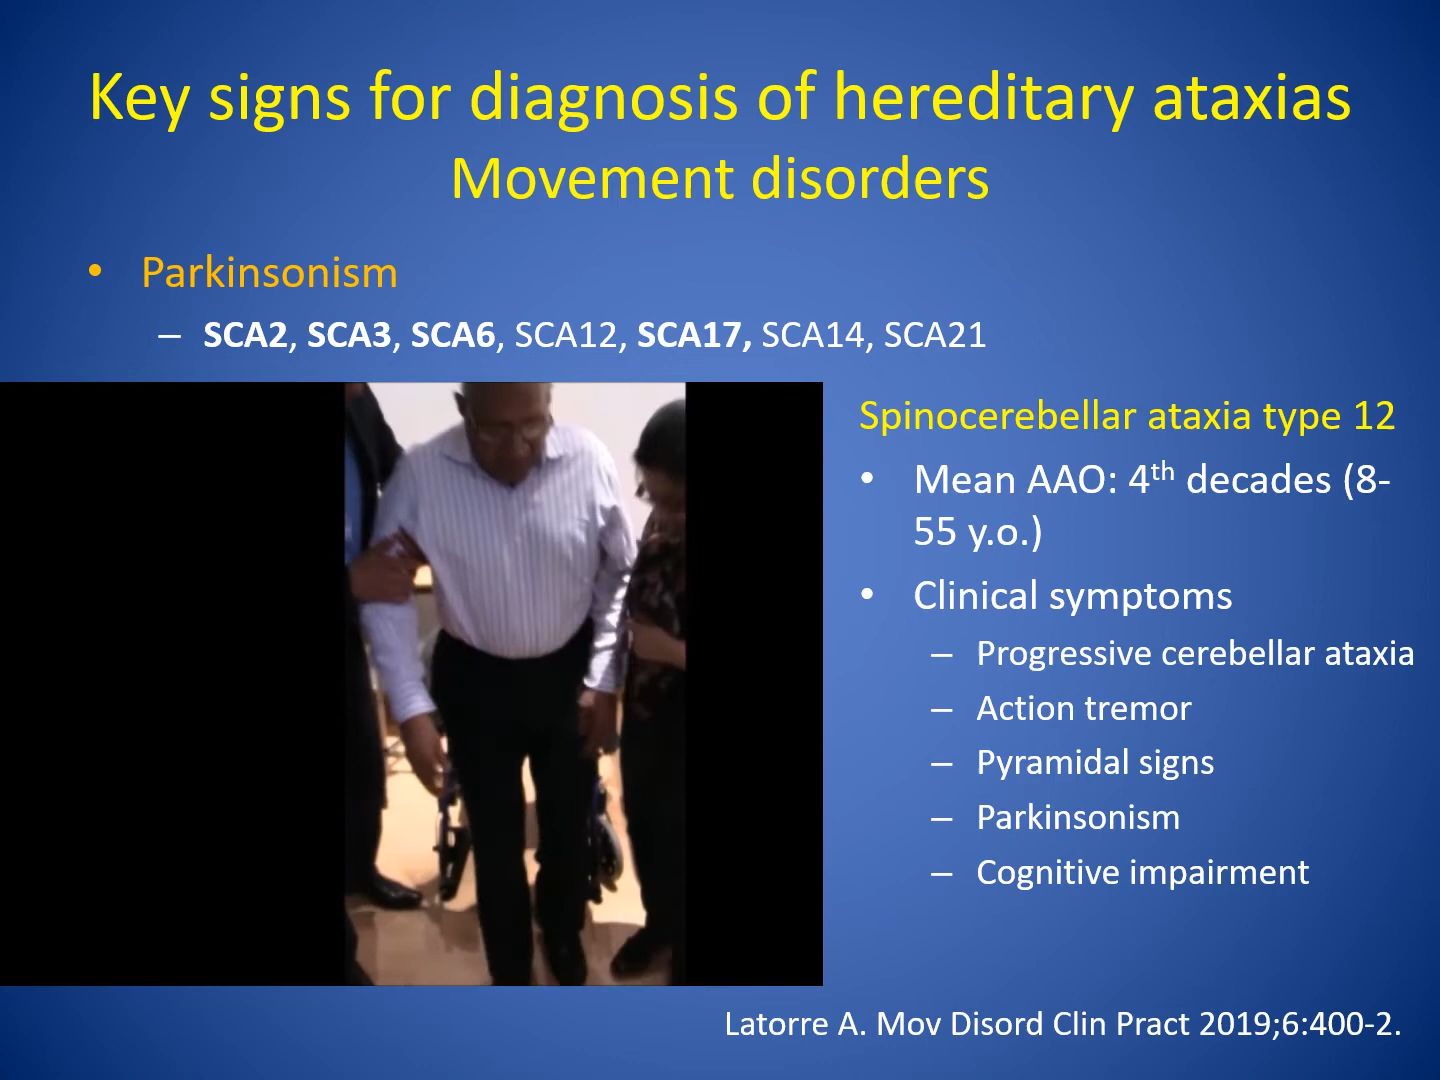 Key signs for diagnosis of hereditary ataxias
Movement disorders
• Parkinsonism
– SCA2, SCA3, SCA6, SCA12, SCA17, SCA14, SCA21
Spinocerebellar ataxia type 12
• Mean AAO: 4th decades (8-
55 y.o.)
• Clinical symptoms
– Progressive cerebellar ataxia
– Action tremor
– Pyramidal signs
– Parkinsonism
– Cognitive impairment
Latorre A. Mov Disord Clin Pract 2019;6:400-2.